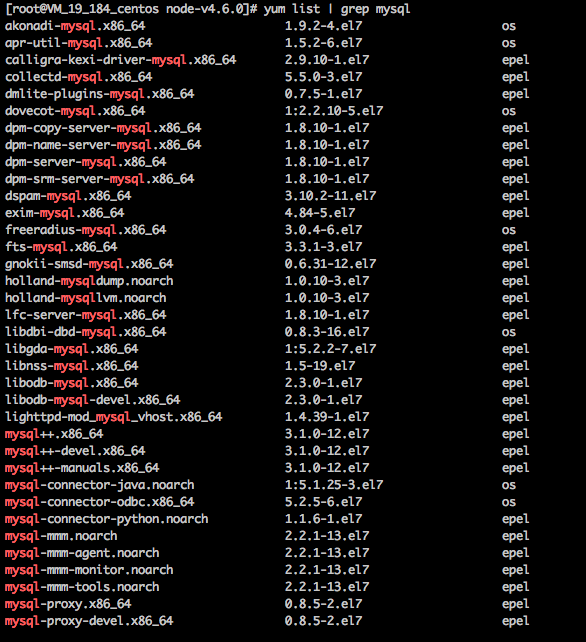 [root@VM_19_184_centos node-v4.6.0]# yum list | grep mysql
akonadi-mysql.x86_64 1.9.2-4.el7 os
apr-util-mysql.x86_64 1.5.2-6.el7 os
calligra-kexi-driver-mysql.x86_64 2.9.10-1.el7 epel
collectd-mysql.x86_64 5.5.0-3.el7 epel
dmlite-plugins-mysql.x86_64 0.7.5-1.el7 epel
dovecot-mysql.x86_64 1:2.2.10-5.el7 os
dpm-copy-server-mysql.x86_64 1.8.10-1.el7 epel
dpm-name-server-mysql.x86_64 1.8.10-1.el7 epel
dpm-server-mysql.x86_64 1.8.10-1.el7 epel
dpm-srm-server-mysql.x86_64 1.8.10-1.el7 epel
dspam-mysql.x86_64 3.10.2-11.el7 epel
exim-mysql.x86_64 4.84-5.el7 epel
freeradius-mysql.x86_64 3.0.4-6.el7 os
fts-mysql.x86_64 3.3.1-3.el7 epel
gnokii-smsd-mysql.x86_64 0.6.31-12.el7 epel
holland-mysqldump.noarch 1.0.10-3.el7 epel
holland-mysqllvm.noarch 1.0.10-3.el7 epel
lfc-server-mysql.x86_64 1.8.10-1.el7 epel
libdbi-dbd-mysql.x86_64 0.8.3-16.el7 os
libgda-mysql.x86_64 1:5.2.2-7.el7 epel
libnss-mysql.x86_64 1.5-19.el7 epel
libodb-mysql.x86_64 2.3.0-1.el7 epel
libodb-mysql-devel.x86_64 2.3.0-1.el7 epel
lighttpd-mod_mysql_vhost.x86_64 1.4.39-1.el7 epel
mysql++.x86_64 3.1.0-12.el7 epel
mysql++-devel.x86_64 3.1.0-12.el7 epel
mysql++-manuals.x86_64 3.1.0-12.el7 epel
mysql-connector-java.noarch 1:5.1.25-3.el7 os
mysql-connector-odbc.x86_64 5.2.5-6.el7 os
mysql-connector-python.noarch 1.1.6-1.el7 epel
mysql-mmm.noarch 2.2.1-13.el7 epel
mysql-mmm-agent.noarch 2.2.1-13.el7 epel
mysql-mmm-monitor.noarch 2.2.1-13.el7 epel
mysql-mmm-tools.noarch 2.2.1-13.el7 epel
mysql-proxy.x86_64 0.8.5-2.el7 epel
mysql-proxy-devel.x86_64 0.8.5-2.el7 epel